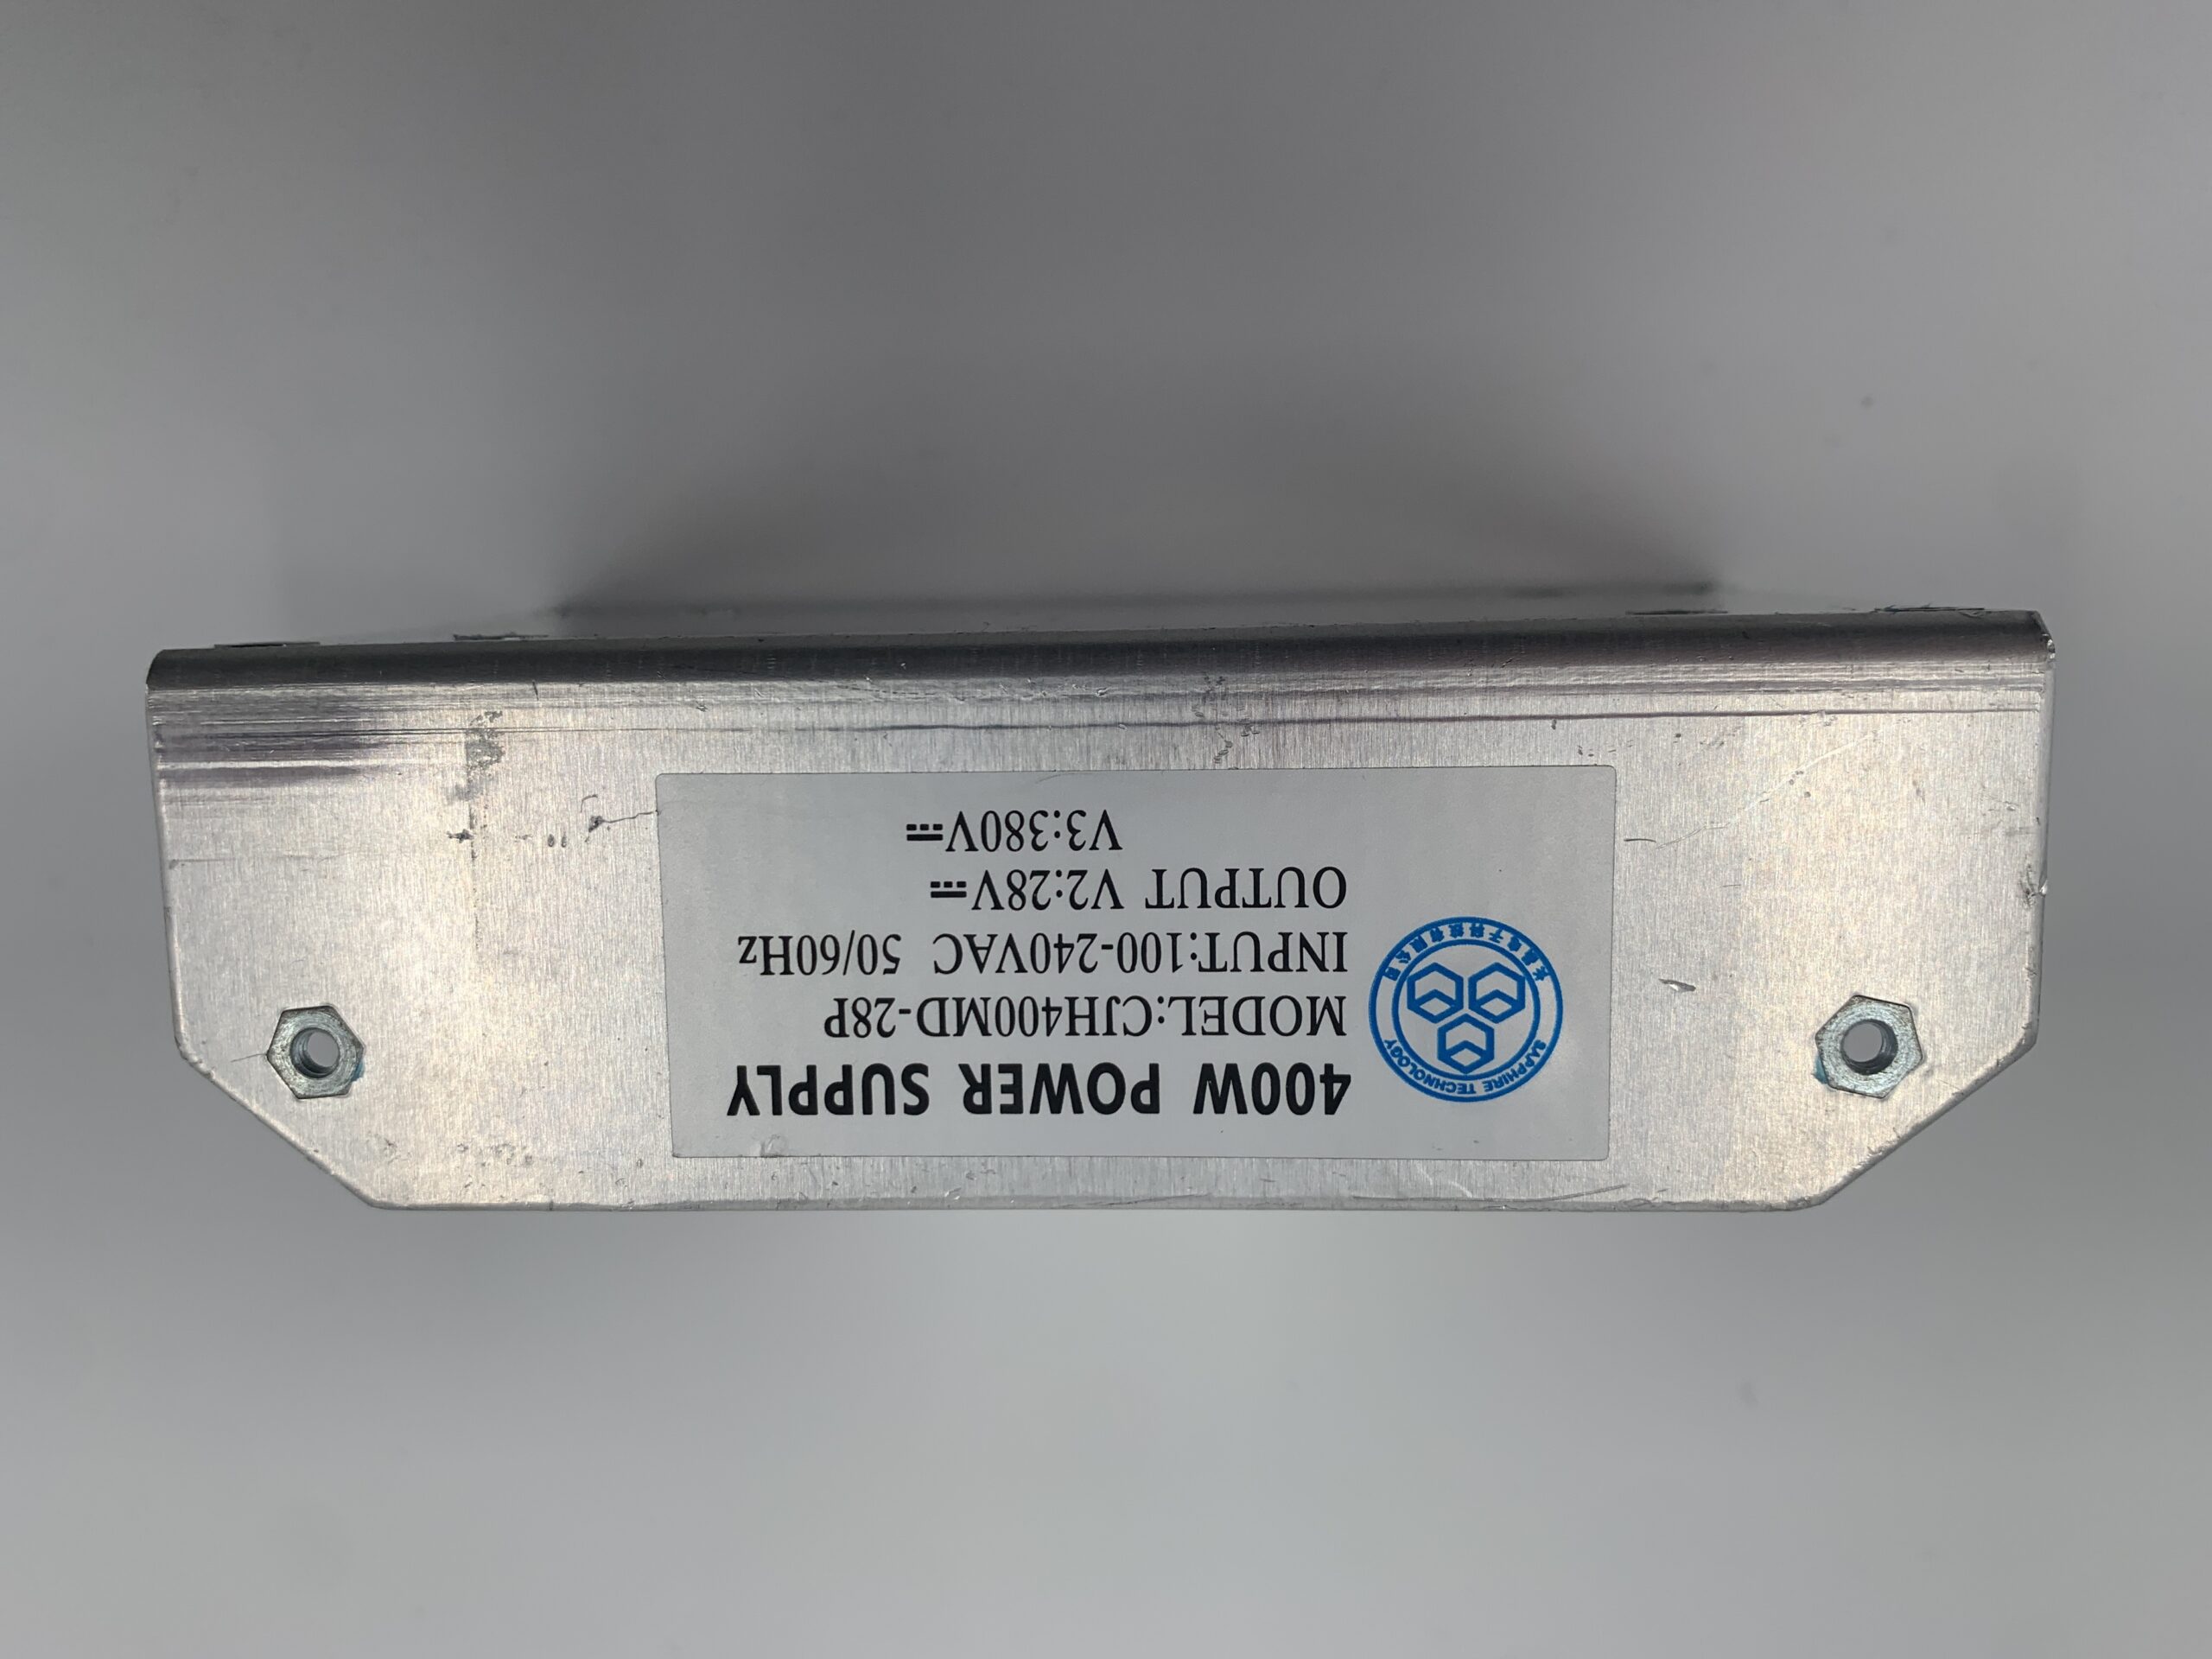 400W POWER SUPPLY
MODEL:CJH400MD-28P
INPUT:100-240VAC 50/60Hz
OUTPUT V2:28V⎓
V3:380V⎓
SAPPHIRE TECHNOLOGY